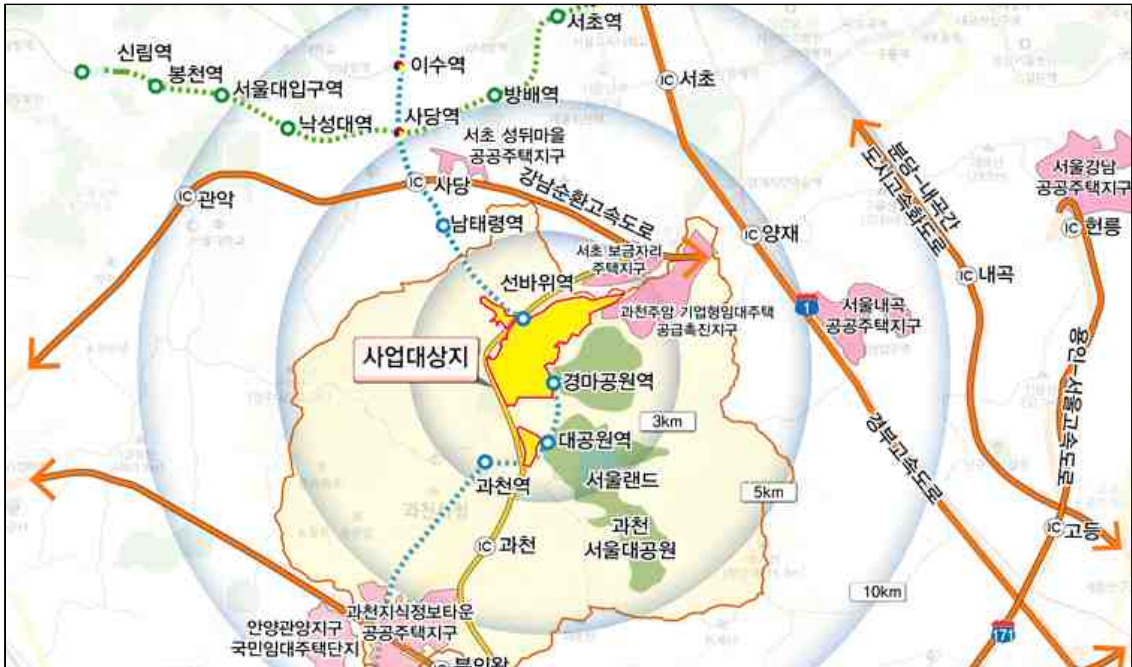 서초역
신림역
이수역
봉천역
서초
서울대입구역
방배역
사당역
낙성대역
서초 성뒤마을
공공주택지구
분당~내곡간
도시고속화도로
서울강남
공공주택지구
사당
관악
강남순환고속도로
남태령역
헌릉
양재
서초 보금자리
주택지구
선바위역
내곡
1
서울내곡
공공주택지구
과천주암 기업형임대주택
공급촉진지구
사업대상지
경마공원역
용인~서울고속도로
경부고속도로
3km
대공원역
서울랜드
과천역
5km
과천
서울대공원
고등
과천
10km
과천지식정보타운
공공주택지구
안양관양지구
국민임대주택단지
171
북의왕
IC
IC
IC
IC
IC
IC
IC
IC
IC